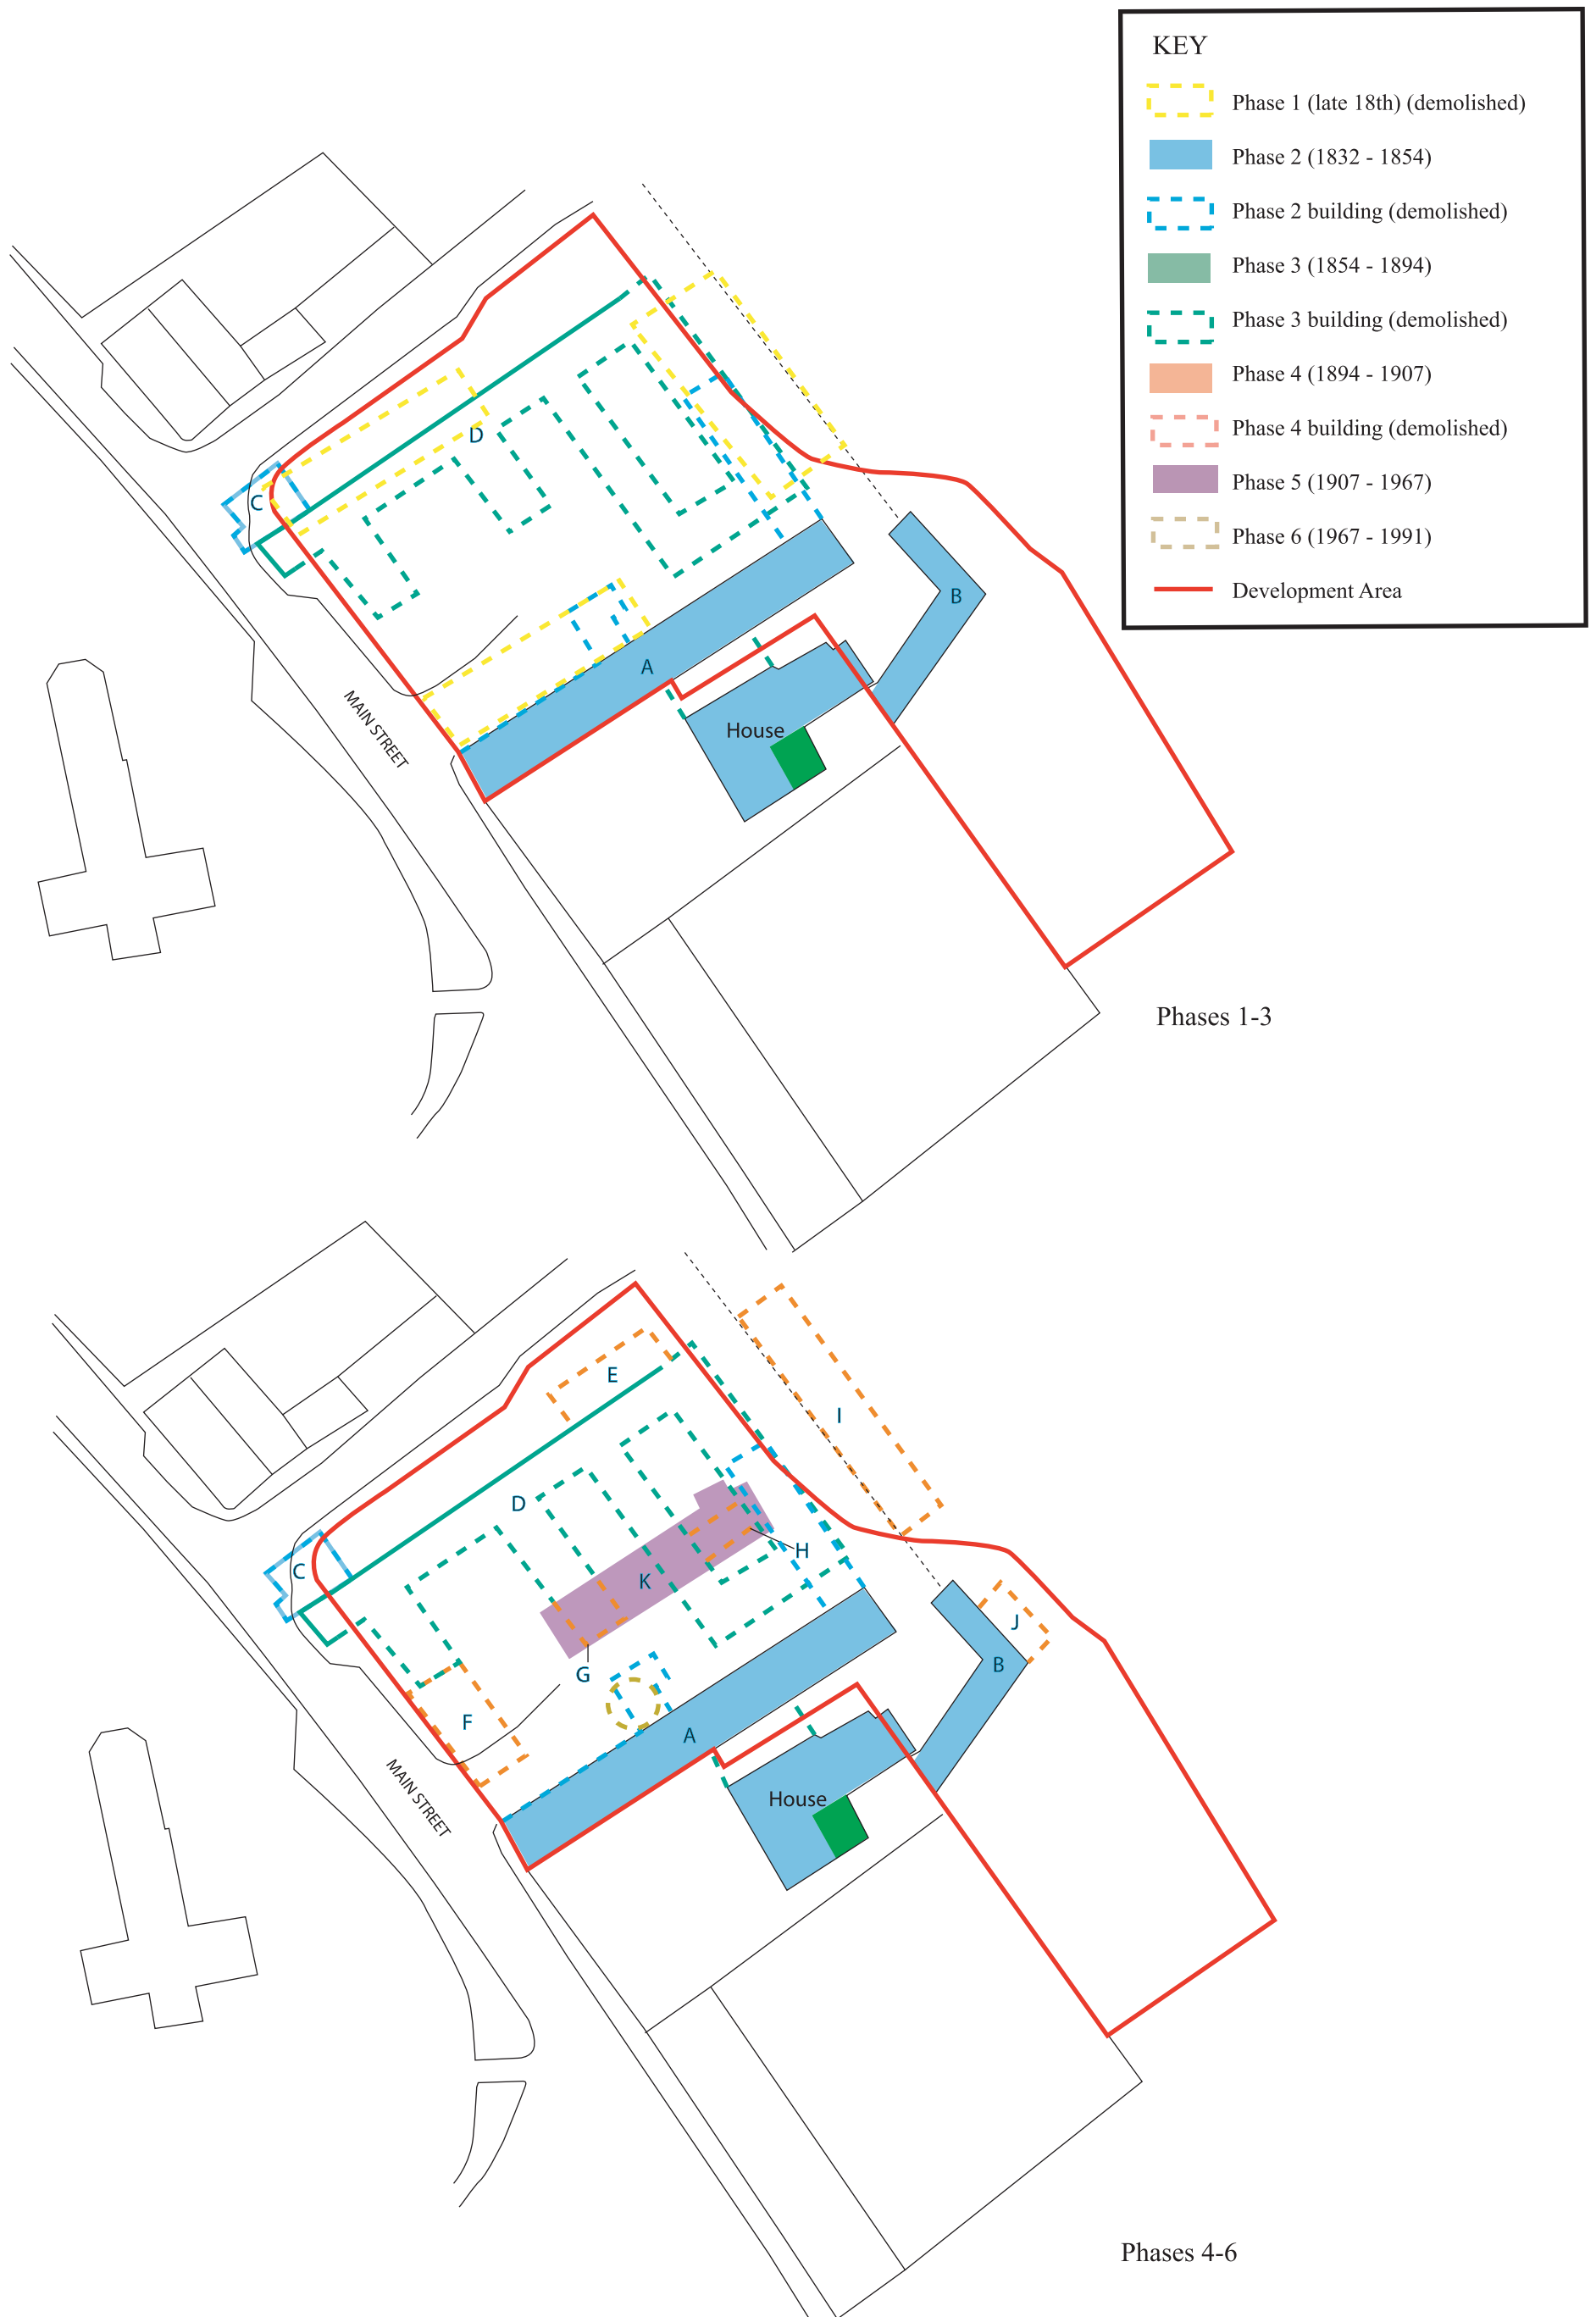 KEY
Phase 1 (late 18th) (demolished)
Phase 2 (1832 - 1854)
Phase 2 building (demolished)
Phase 3 (1854 - 1894)
Phase 3 building (demolished)
Phase 4 (1894 - 1907)
Phase 4 building (demolished)
Phase 5 (1907 - 1967)
Phase 6 (1967 - 1991)
Development Area
D
C
B
A
MAIN STREET
House
Phases 1-3
E
I
D
H
C
K
J
G
B
F
A
MAIN STREET
House
Phases 4-6